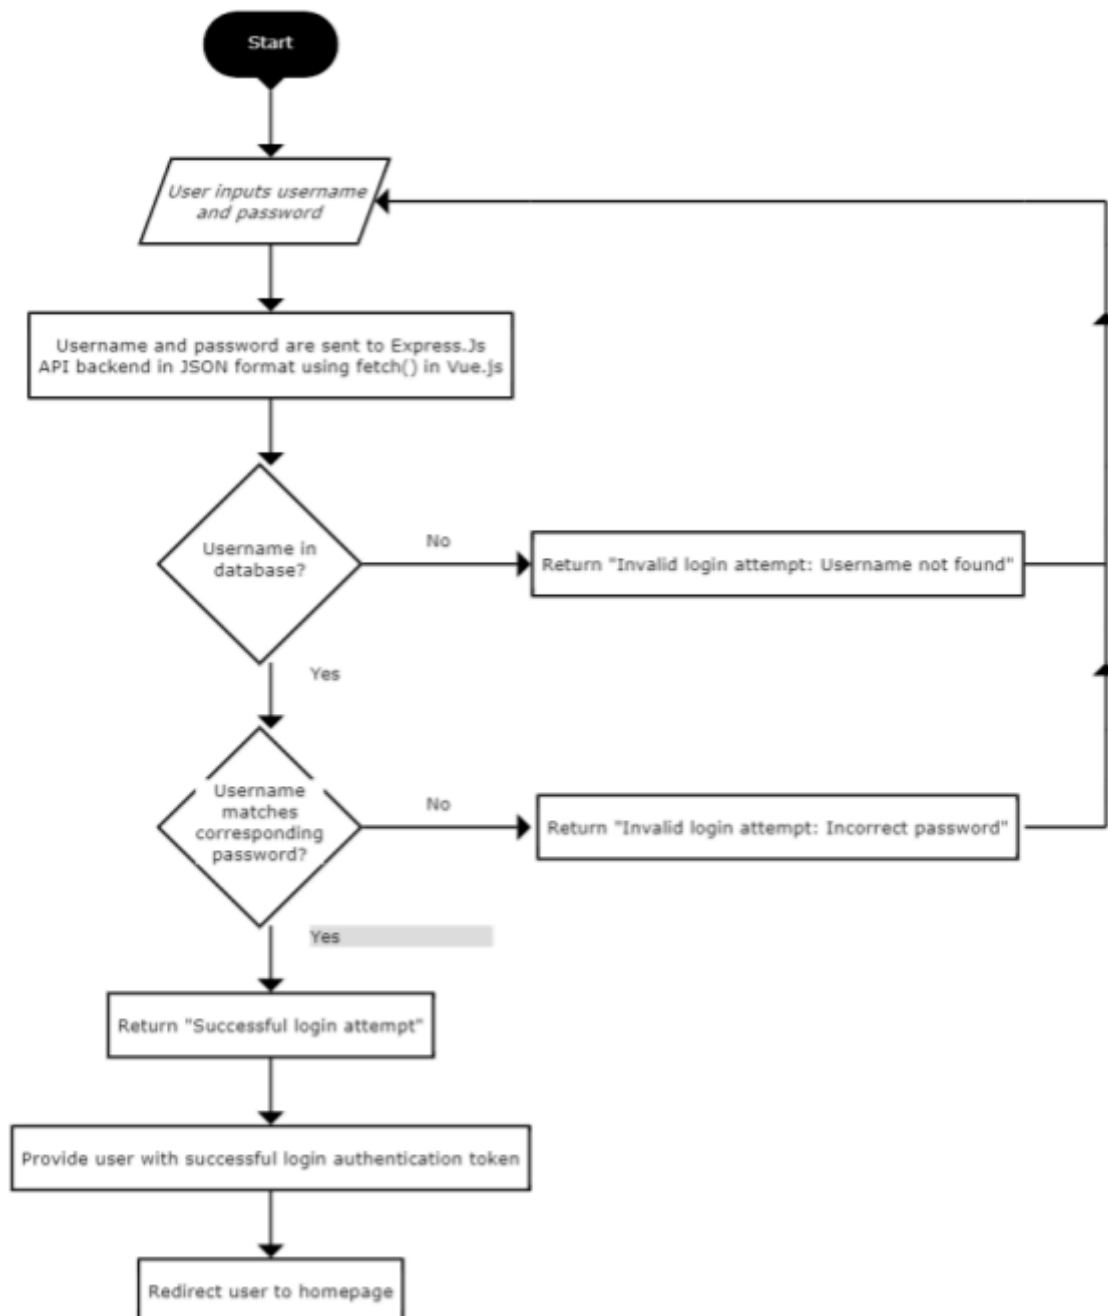 Start
User inputs username
and password
Username and password are sent to Express.Js
API backend in JSON format using fetch() in Vue.js
Username in
database?
No
Return "Invalid login attempt: Username not found"
Yes
Username
matches
corresponding
password?
No
Return "Invalid login attempt: Incorrect password"
Yes
Return "Successful login attempt"
Provide user with successful login authentication token
Redirect user to homepage